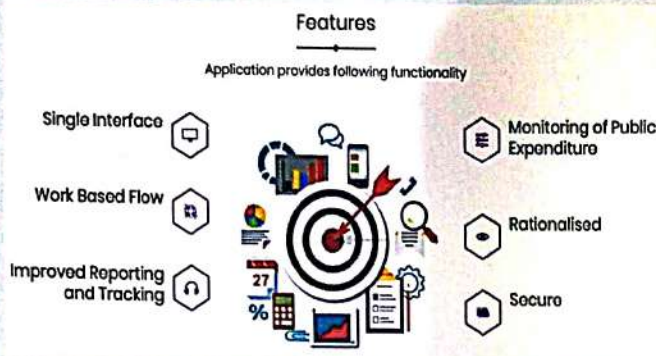 Features
Application provides following functionality
Single Interface
Work Based Flow
Improved Reporting
and Tracking
27
%
Monitoring of Public
Expenditure
Rationalised
Secure